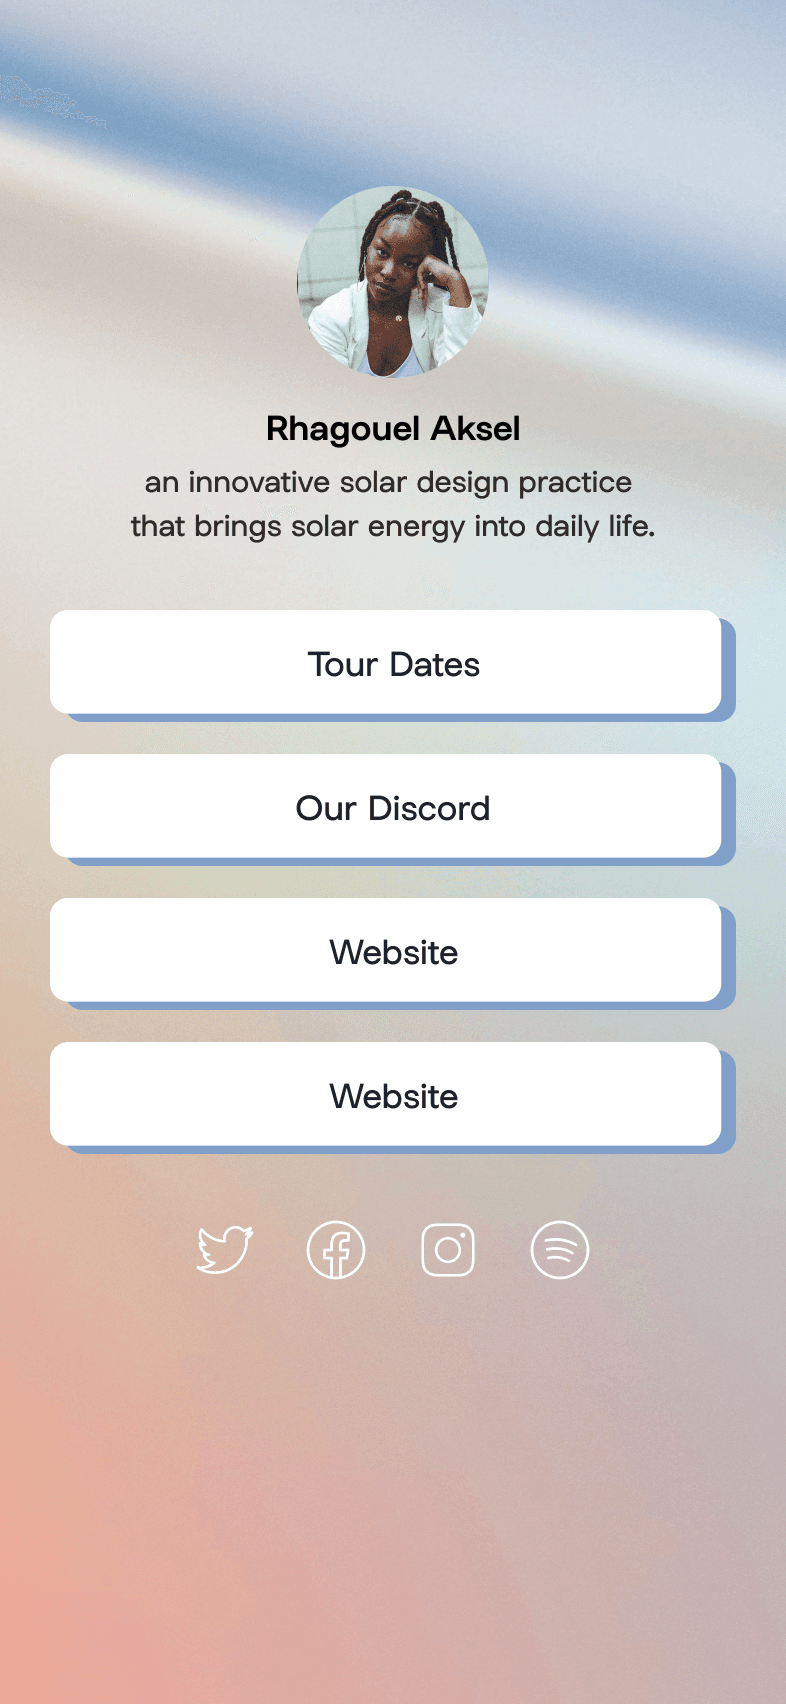 Rhagouel Aksel
an innovative solar design practice
that brings solar energy into daily life.
Tour Dates
Our Discord
Website
Website